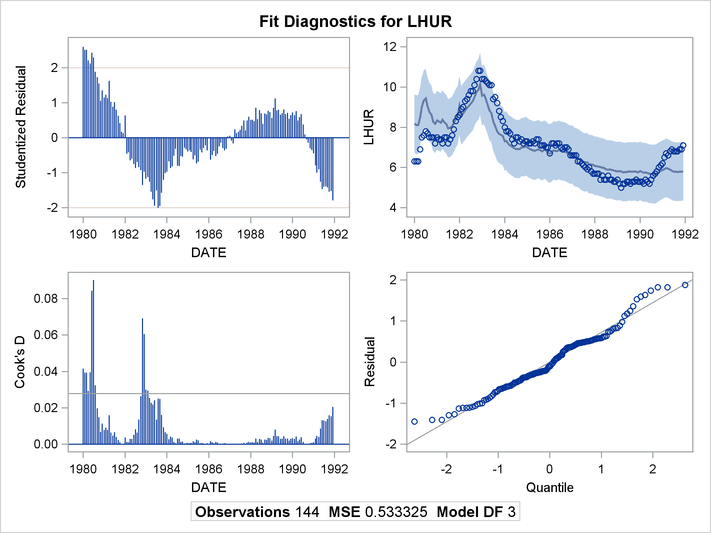 Fit Diagnostics for LHUR
Studentized Residual
2
1
0
-1
-2
1980 1982 1984 1986 1988 1990 1992
DATE
LHUR
12
10
8
6
4
1980 1982 1984 1986 1988 1990 1992
DATE
Cook's D
0.08
0.06
0.04
0.02
0.00
1980 1982 1984 1986 1988 1990 1992
DATE
Residual
2
1
0
-1
-2
-2 -1 0 1 2
Quantile
Observations 144 MSE 0.533325 Model DF 3